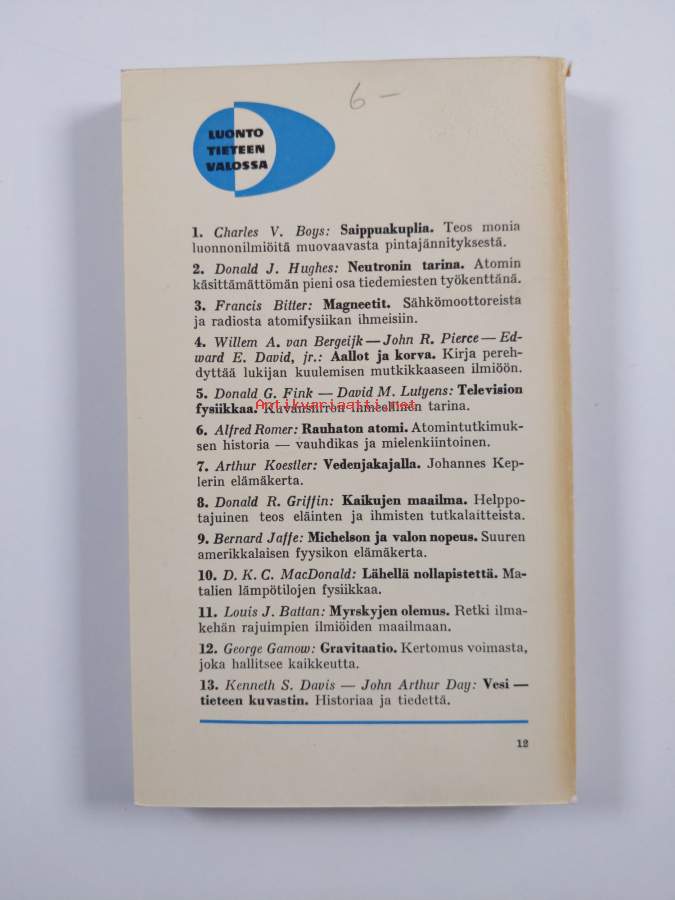 6 —
LUONTO
TIETEEN
VALOSSA
1. Charles V. Boys: Saippuakuplia. Teos monia
luonnonilmiöitä muovaavasta pintajännityksestä.
2. Donald J. Hughes: Neutronin tarina. Atomin
käsittämättömän pieni osa tiedemiesten työkenttänä.
3. Francis Bitter: Magneetit. Sähkömoottoreista
ja radiosta atomifysiikan ihmeisiin.
4. Willem A. van Bergeijk — John R. Pierce — Ed-
ward E. David, jr.: Aallot ja korva. Kirja pereh-
dyttää lukijan kuulemisen mutkikkaaseen ilmiöön.
5. Donald G. Fink — David M. Lutyens: Television
fysiikkaa. Kuvansiirron ihmeellinen tarina.
Antikvariaatti.net
6. Alfred Romer: Rauhaton atomi. Atomintutkimuk-
sen historia — vauhdikas ja mielenkiintoinen.
7. Arthur Koestler: Vedenjakajalla. Johannes Kep-
lerin elämäkerta.
8. Donald R. Griffin: Kaikujen maailma. Helppo-
tajuinen teos eläinten ja ihmisten tutkalaitteista.
9. Bernard Jaffe: Michelson ja valon nopeus. Suuren
amerikkalaisen fyysikon elämäkerta.
10. D. K. C. MacDonald: Lähellä nollapistettä. Ma-
talien lämpötilojen fysiikkaa.
11. Louis J. Battan: Myrskyjen olemus. Retki ilma-
kehän rajuimpien ilmiöiden maailmaan.
12. George Gamow: Gravitaatio. Kertomus voimasta,
joka hallitsee kaikkeutta.
13. Kenneth S. Davis — John Arthur Day: Vesi —
tieteen kuvastin. Historiaa ja tiedettä.
12